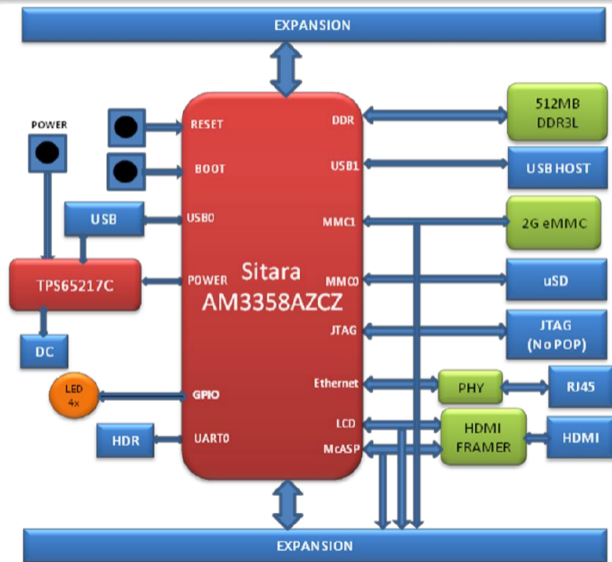 EXPANSION
POWER
RESET
BOOT
USB
USB0
TPS65217C
POWER
DC
LED
4x
GPIO
HDR
UART0
Sitara
AM3358AZCZ
DDR
512MB
DDR3L
USB1
USB HOST
MMC1
2G eMMC
MMC0
uSD
JTAG
JTAG
(No POP)
Ethernet
PHY
RJ45
LCD
McASP
HDMI
FRAMER
HDMI
EXPANSION